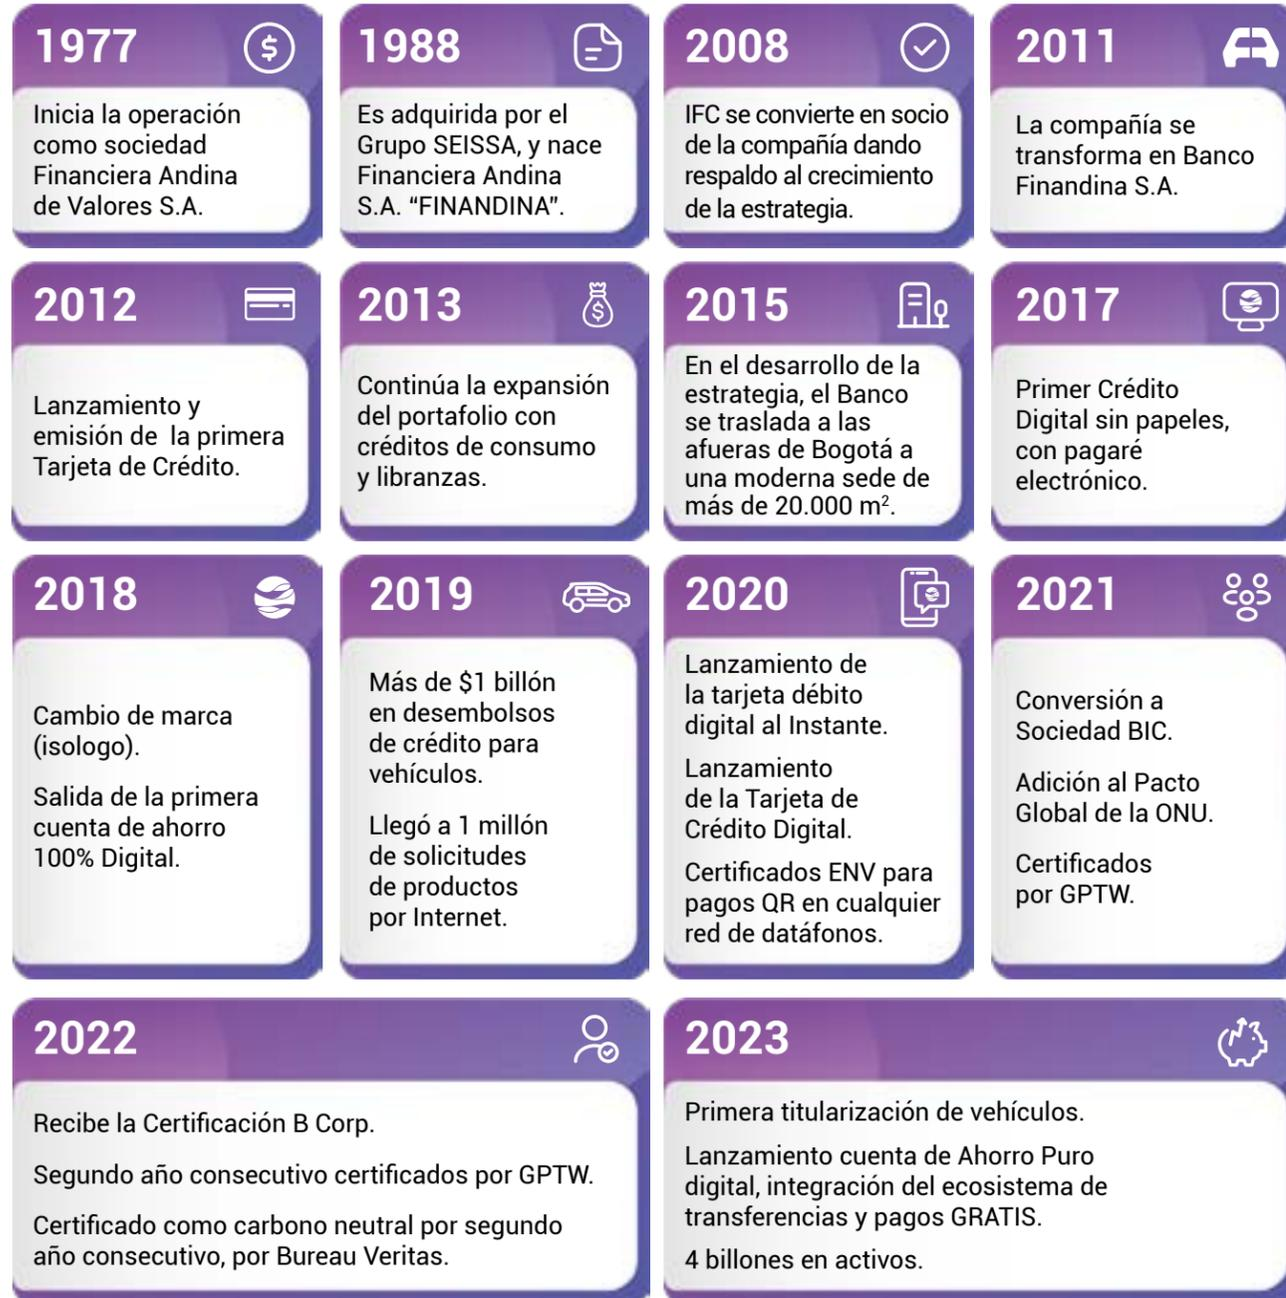 1977
Inicia la operación
como sociedad
Financiera Andina
de Valores S.A.
1988
Es adquirida por el
Grupo SEISSA, y nace
Financiera Andina
S.A. “FINANDINA”.
2008
IFC se convierte en socio
de la compañía dando
respaldo al crecimiento
de la estrategia.
2011
La compañía se
transforma en Banco
Finandina S.A.
2012
Lanzamiento y
emisión de  la primera
Tarjeta de Crédito.
2013
Continúa la expansión
del portafolio con
créditos de consumo
y libranzas.
2015
En el desarrollo de la
estrategia, el Banco
se traslada a las
afueras de Bogotá a
una moderna sede de
más de 20.000 m².
2017
Primer Crédito
Digital sin papeles,
con pagaré
electrónico.
2018
Cambio de marca
(isologo).
Salida de la primera
cuenta de ahorro
100% Digital.
2019
Más de $1 billón
en desembolsos
de crédito para
vehículos.
Llegó a 1 millón
de solicitudes
de productos
por Internet.
2020
Lanzamiento de
la tarjeta débito
digital al Instante.
Lanzamiento
de la Tarjeta de
Crédito Digital.
Certificados ENV para
pagos QR en cualquier
red de datáfonos.
2021
Conversión a
Sociedad BIC.
Adición al Pacto
Global de la ONU.
Certificados
por GPTW.
2022
Recibe la Certificación B Corp.
Segundo año consecutivo certificados por GPTW.
Certificado como carbono neutral por segundo
año consecutivo, por Bureau Veritas.
2023
Primera titularización de vehículos.
Lanzamiento cuenta de Ahorro Puro
digital, integración del ecosistema de
transferencias y pagos GRATIS.
4 billones en activos.